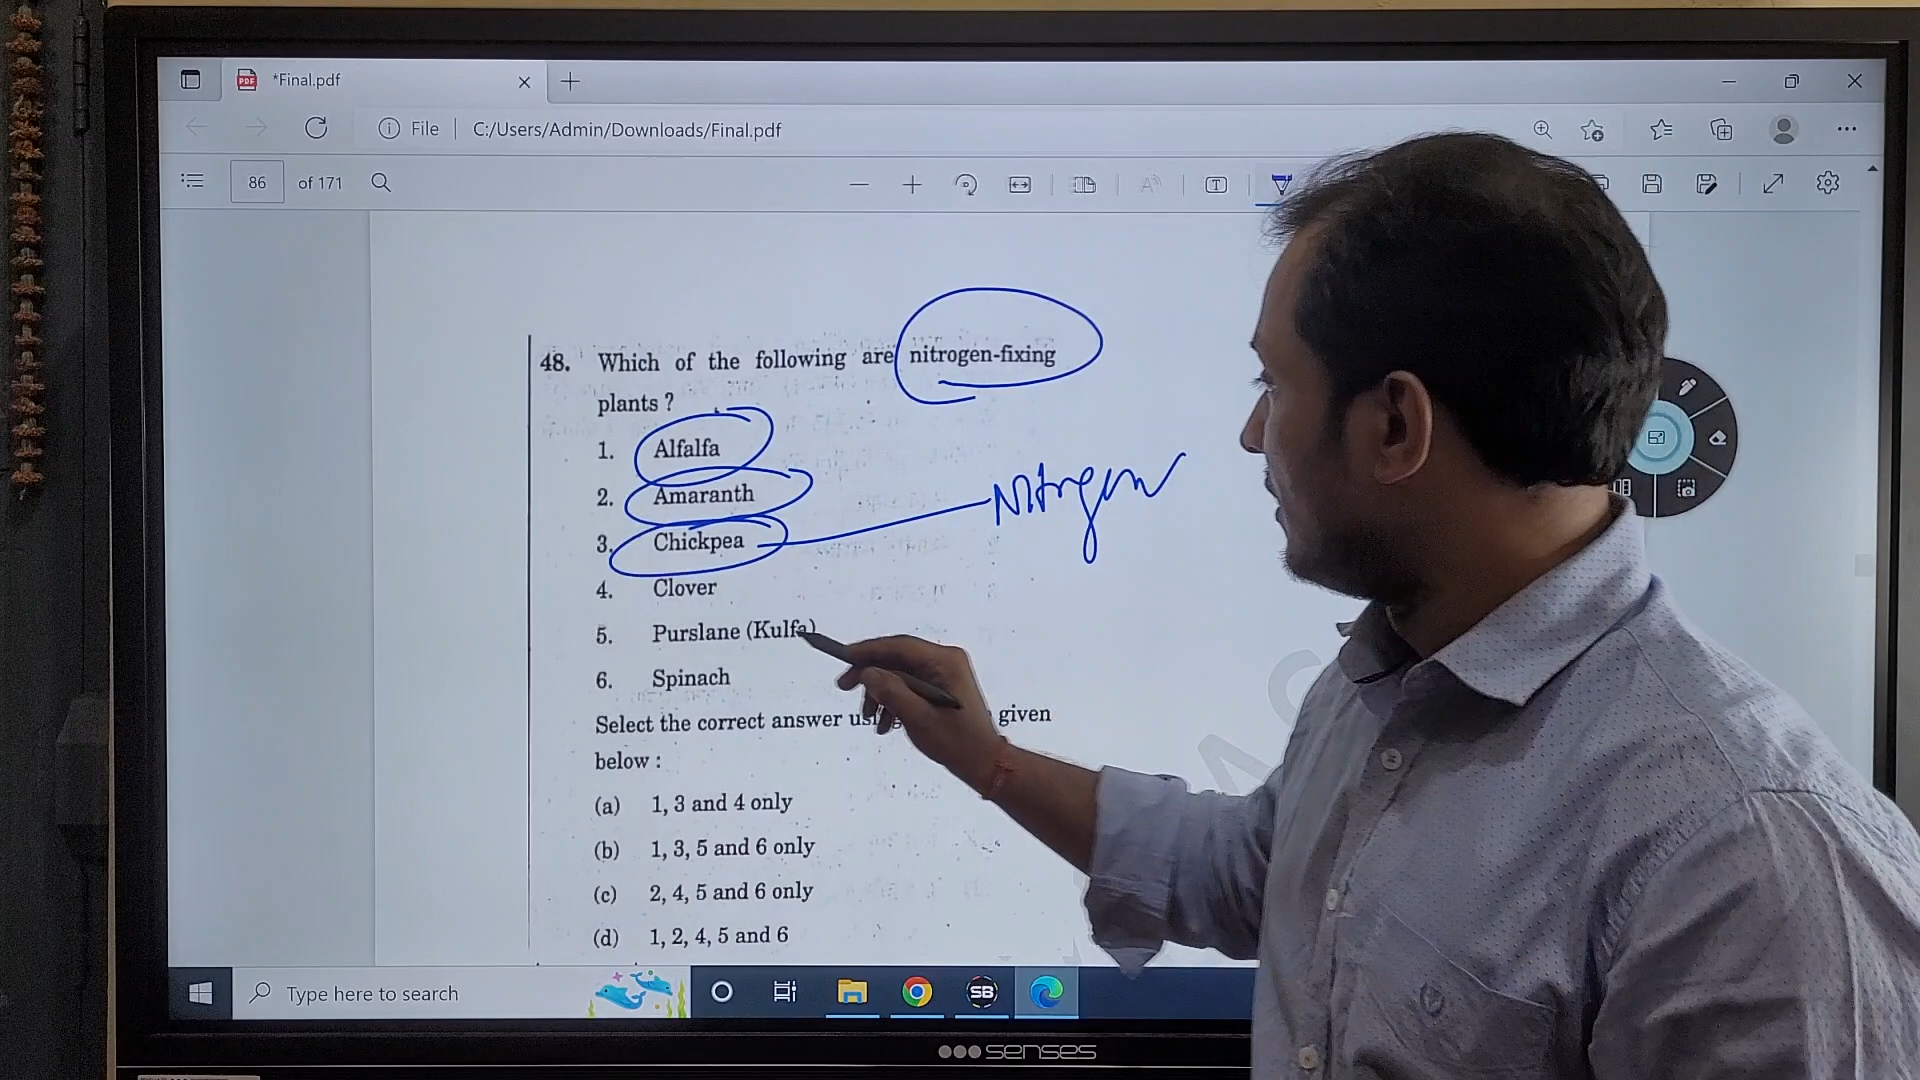 *Final.pdf
File
C:/Users/Admin/Downloads/Final.pdf
86 of 171
48. Which of the following are nitrogen-fixing
plants ?
1. Alfalfa
2. Amaranth
3. Chickpea
Nitrogen
4. Clover
5. Purslane (Kulfa)
6. Spinach
Select the correct answer given
below :
(a) 1, 3 and 4 only
(b) 1, 3, 5 and 6 only
(c) 2, 4, 5 and 6 only
(d) 1, 2, 4, 5 and 6
Type here to search
SB
senses